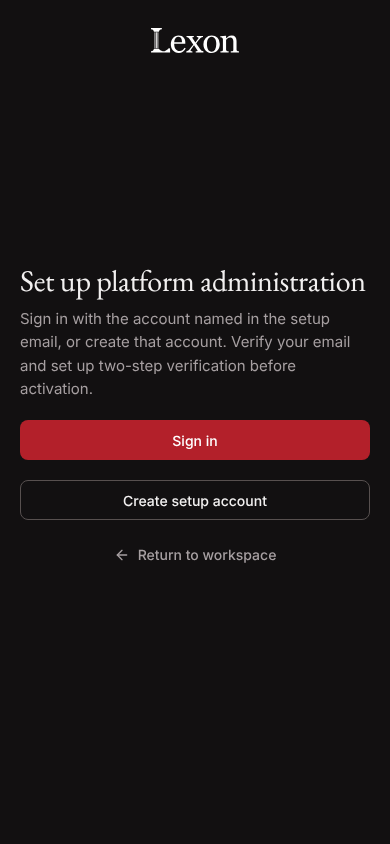 Lexon
Set up platform administration
Sign in with the account named in the setup
email, or create that account. Verify your email
and set up two-step verification before
activation.
Sign in
Create setup account
← Return to workspace